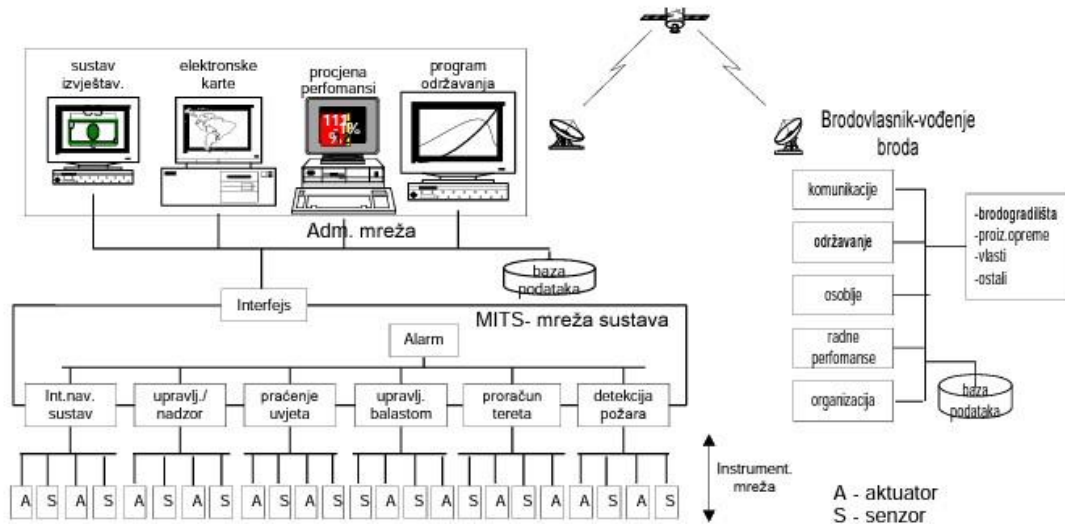 sustav
izvještav.
elektronske
karte
procjena
perfomansi
program
održavanja
Adm. mreža
baza
podataka
Interfejs
MITS- mreža sustava
Alarm
Int.nav.
sustav
upravlj./
nadzor
praćenje
uvjeta
upravlj.
balastom
proračun
tereta
detekcija
požara
A S A S A S A S A S A S A S A S A S A S A S A S
Instrument.
mreža
A - aktuator
S - senzor
Brodovlasnik-vođenje
broda
komunikacije
održavanje
osoblje
radne
perfomanse
organizacija
-brodogradilišta
-proiz.opreme
-vlasti
-ostali
baza
podataka